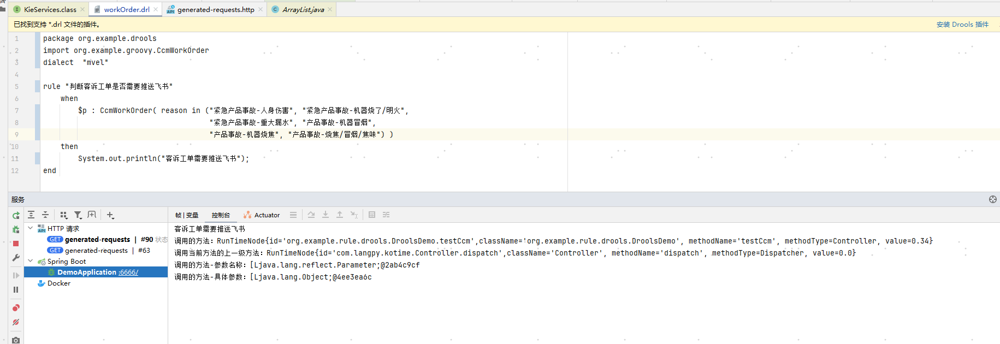 KieServices.class
workOrder.drl
generated-requests.http
ArrayList.java
已找到支持 *.drl 文件的插件。
安装 Drools 插件
1 package org.example.drools
2 import org.example.groovy.CcmWorkOrder
3 dialect  "mvel"
4
5 rule "判断客诉工单是否需要推送飞书"
6     when
7         $p : CcmWorkOrder( reason in ("紧急产品事故-人身伤害", "紧急产品事故-机器烧了/明火",
8                                       "紧急产品事故-重大漏水", "产品事故-机器冒烟",
9                                       "产品事故-机器烧焦", "产品事故-烧焦/冒烟/焦味") )
10     then
11         System.out.println("客诉工单需要推送飞书");
12 end
服务
帧 | 变量
控制台
Actuator
HTTP 请求
GET generated-requests | #90 状态
GET generated-requests | #63
Spring Boot
DemoApplication :6666/
Docker
客诉工单需要推送飞书
调用的方法: RunTimeNode{id='org.example.rule.drools.DroolsDemo.testCcm',className='org.example.rule.drools.DroolsDemo', methodName='testCcm', methodType=Controller, value=0.34}
调用当前方法的上一级方法: RunTimeNode{id='com.langpy.kotime.Controller.dispatch',className='Controller', methodName='dispatch', methodType=Dispatcher, value=0.0}
调用的方法-参数名称: [Ljava.lang.reflect.Parameter;@2ab4c9cf
调用的方法-具体参数: [Ljava.lang.Object;@4ee3ea6c